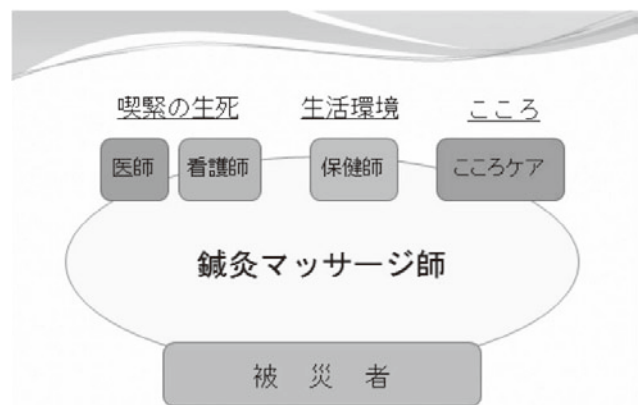 喫緊の生死 生活環境 こころ
医師 看護師 保健師 こころケア
鍼灸マッサージ師
被 災 者